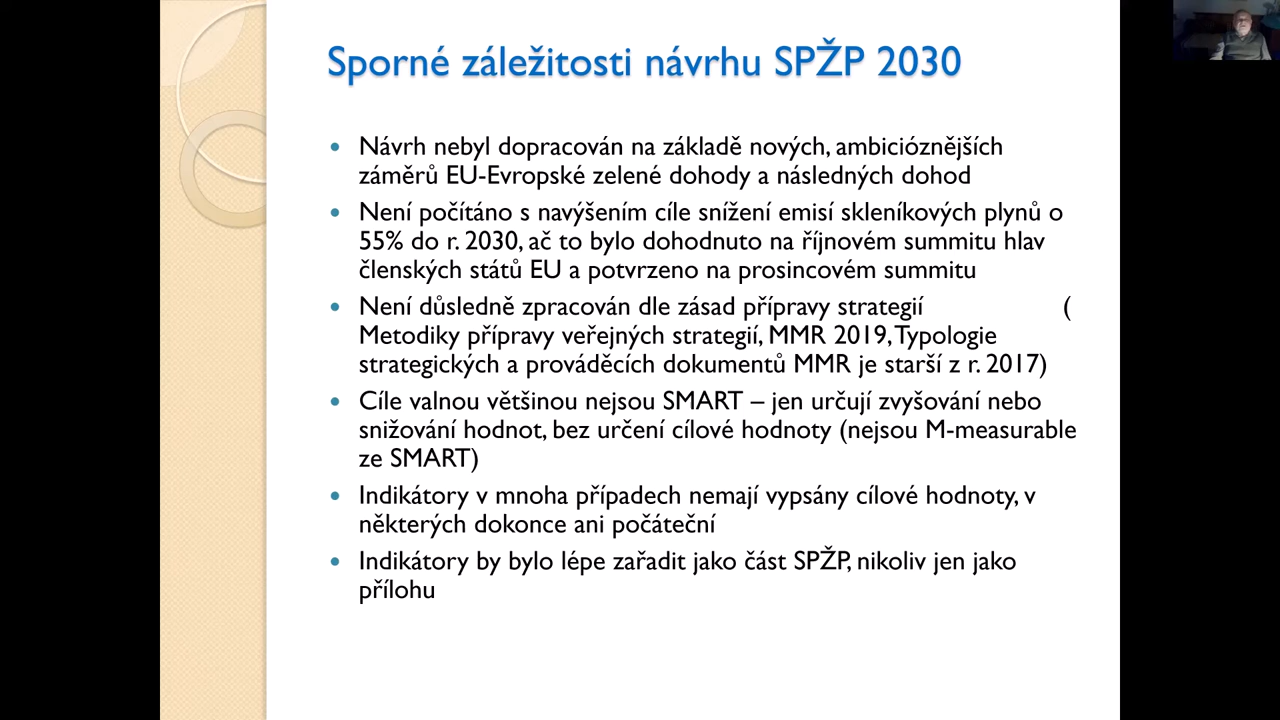 Sporné záležitosti návrhu SPŽP 2030
Návrh nebyl dopracován na základě nových, ambicióznějších
záměrů EU-Evropské zelené dohody a následných dohod
Není počítáno s navýšením cíle snížení emisí skleníkových plynů o
55% do r. 2030, ač to bylo dohodnuto na říjnovém summitu hlav
členských států EU a potvrzeno na prosincovém summitu
Není důsledně zpracován dle zásad přípravy strategií (
Metodiky přípravy veřejných strategií, MMR 2019, Typologie
strategických a prováděcích dokumentů MMR je starší z r. 2017)
Cíle valnou většinou nejsou SMART – jen určují zvyšování nebo
snižování hodnot, bez určení cílové hodnoty (nejsou M-measurable
ze SMART)
Indikátory v mnoha případech nemají vypsány cílové hodnoty, v
některých dokonce ani počáteční
Indikátory by bylo lépe zařadit jako část SPŽP, nikoliv jen jako
přílohu